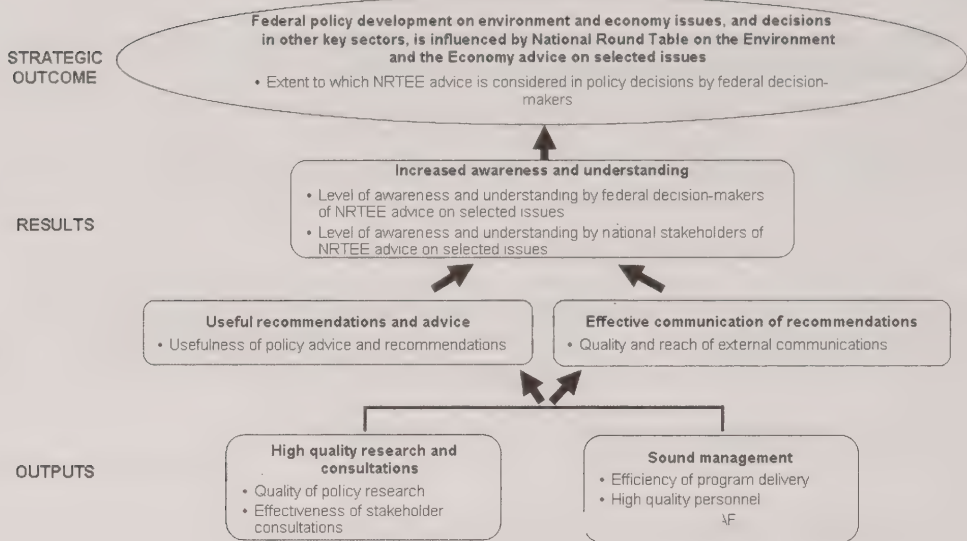 Federal policy development on environment and economy issues, and decisions
in other key sectors, is influenced by National Round Table on the Environment
and the Economy advice on selected issues
• Extent to which NRTEE advice is considered in policy decisions by federal decision-
makers
STRATEGIC
OUTCOME
Increased awareness and understanding
• Level of awareness and understanding by federal decision-makers
of NRTEE advice on selected issues
• Level of awareness and understanding by national stakeholders of
NRTEE advice on selected issues
RESULTS
Useful recommendations and advice
• Usefulness of policy advice and recommendations
Effective communication of recommendations
• Quality and reach of external communications
OUTPUTS
High quality research and
consultations
• Quality of policy research
• Effectiveness of stakeholder
consultations
Sound management
• Efficiency of program delivery
• High quality personnel